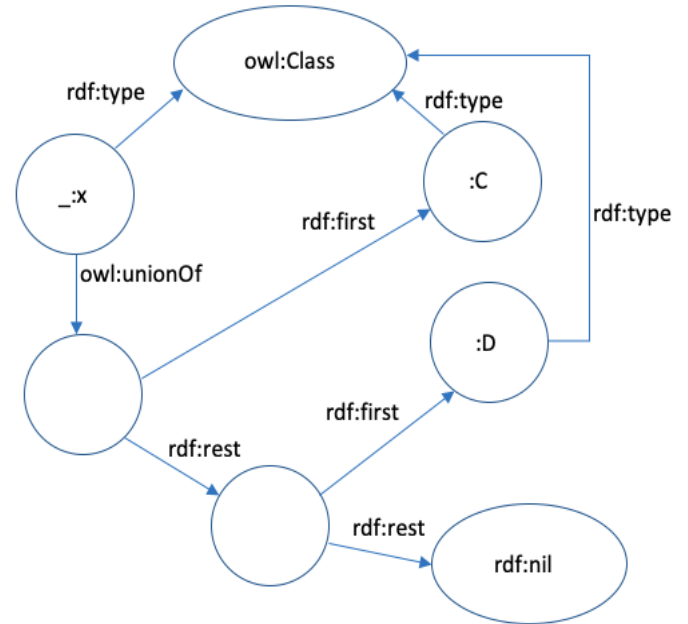 owl:Class
rdf:type
rdf:type
_:x
:C
rdf:first
rdf:type
owl:unionOf
:D
rdf:first
rdf:rest
rdf:rest
rdf:nil